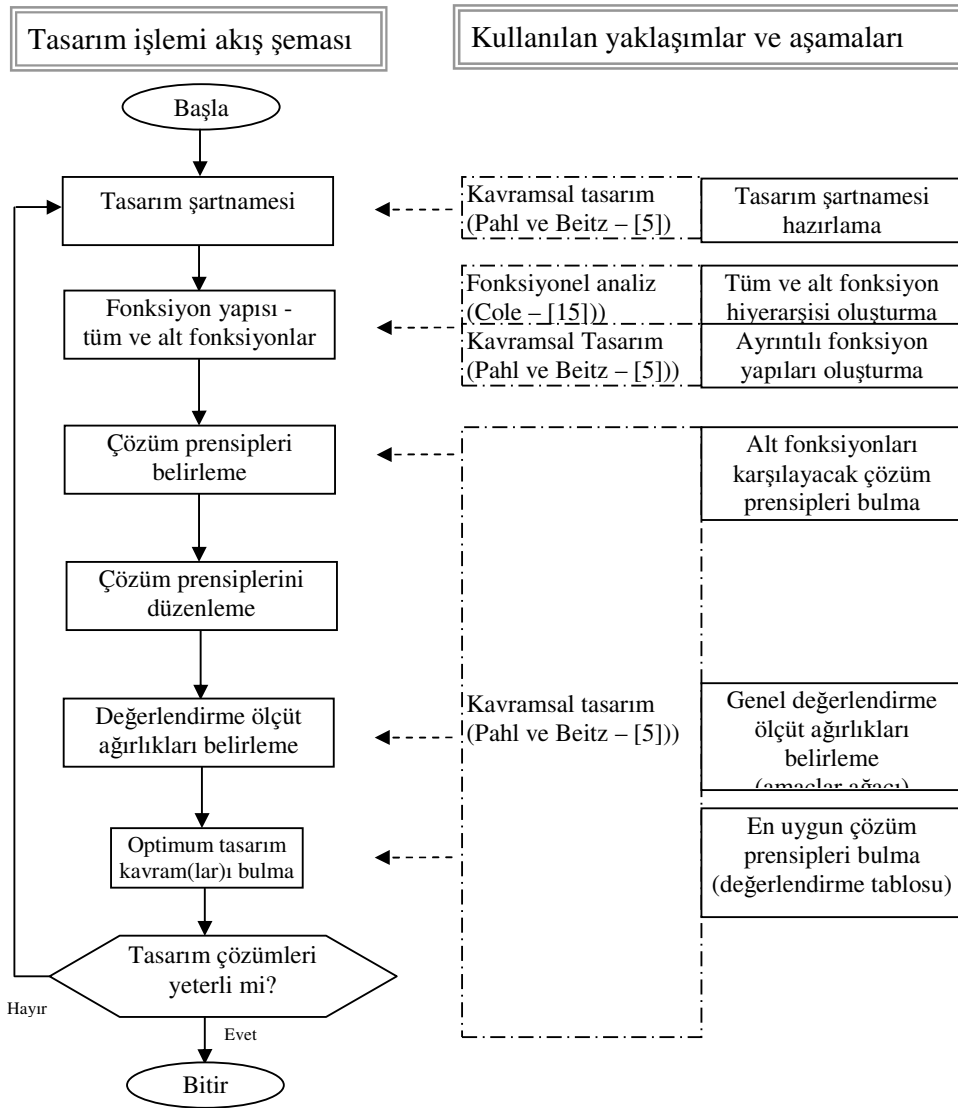 Tasarım işlemi akış şeması
Kullanılan yaklaşımlar ve aşamaları
Başla
Tasarım şartnamesi
Kavramsal tasarım
(Pahl ve Beitz – [5])
Tasarım şartnamesi
hazırlama
Fonksiyon yapısı -
tüm ve alt fonksiyonlar
Fonksiyonel analiz
(Cole – [15]))
Kavramsal Tasarım
(Pahl ve Beitz – [5]))
Tüm ve alt fonksiyon
hiyerarşisi oluşturma
Ayrıntılı fonksiyon
yapıları oluşturma
Çözüm prensipleri
belirleme
Alt fonksiyonları
karşılayacak çözüm
prensipleri bulma
Çözüm prensiplerini
düzenleme
Değerlendirme ölçüt
ağırlıkları belirleme
Kavramsal tasarım
(Pahl ve Beitz – [5]))
Genel değerlendirme
ölçüt ağırlıkları
belirleme
(amaçlar ağacı)
Optimum tasarım
kavram(lar)ı bulma
En uygun çözüm
prensipleri bulma
(değerlendirme tablosu)
Tasarım çözümleri
yeterli mi?
Hayır
Evet
Bitir